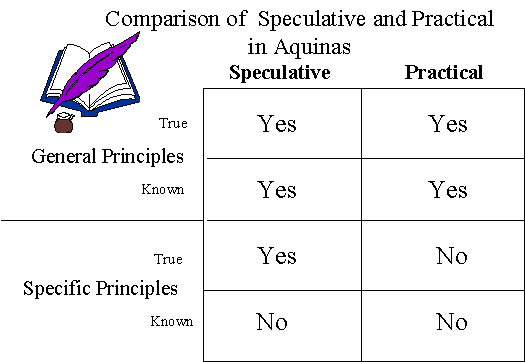 Comparison of Speculative and Practical
in Aquinas
Speculative Practical
True Yes Yes
General Principles
Known Yes Yes
True Yes No
Specific Principles
Known No No